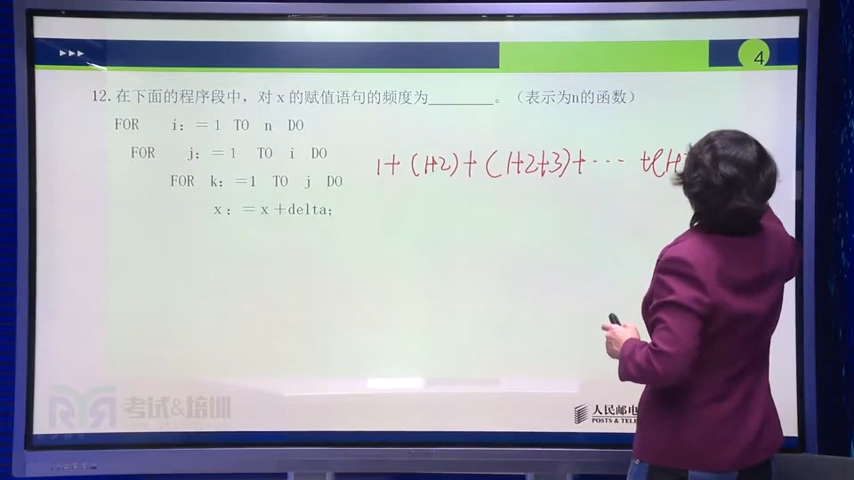 4
12.在下面的程序段中，对x的赋值语句的频度为______。（表示为n的函数）
FOR i：＝1 TO n DO
FOR j：＝1 TO i DO
FOR k：＝1 TO j DO
x：＝x＋delta；
1+(1+2)+(1+2+3)+…
考试&培训
人民邮电
POSTS & TELE